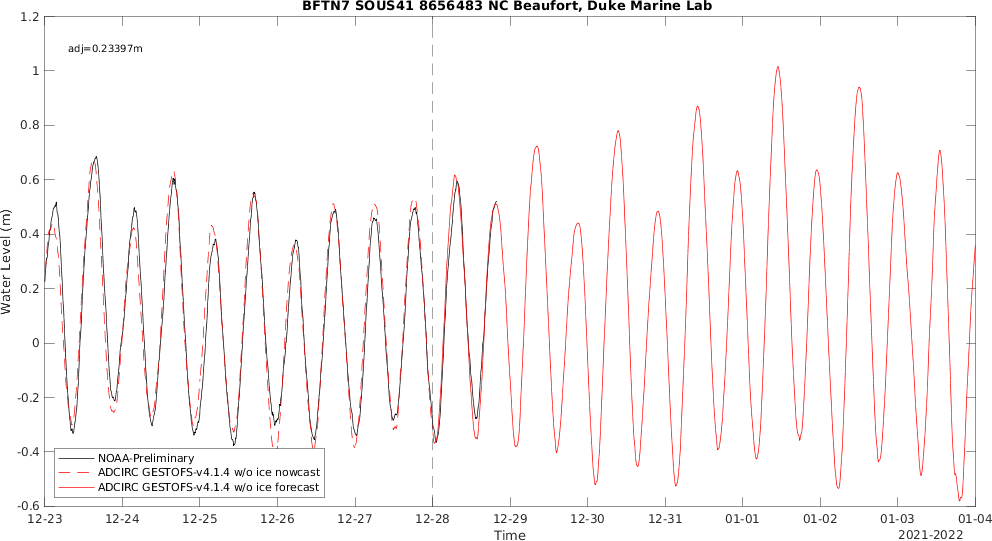 BFTN7 SOUS41 8656483 NC Beaufort, Duke Marine Lab
1.2
adj=0.23397m
1
0.8
0.6
0.4
0.2
0
-0.2
-0.4
-0.6
Water Level (m)
NOAA-Preliminary
ADCIRC GESTOFS-v4.1.4 w/o ice nowcast
ADCIRC GESTOFS-v4.1.4 w/o ice forecast
12-23 12-24 12-25 12-26 12-27 12-28 12-29 12-30 12-31 01-01 01-02 01-03 01-04
Time
2021-2022